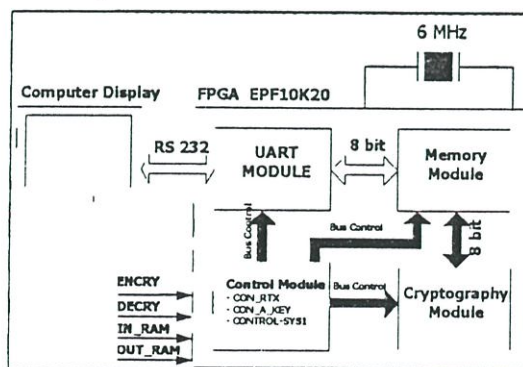 6 MHz
Computer Display
FPGA EPF10K20
RS 232
UART
MODULE
8 bit
Memory
Module
Bus Control
Bus Control
8 bit
ENCRY
DECRY
IN_RAM
OUT_RAM
Control Module
- CON_RTX
- CON_A_KEY
- CONTROL-SYS1
Bus Control
Cryptography
Module